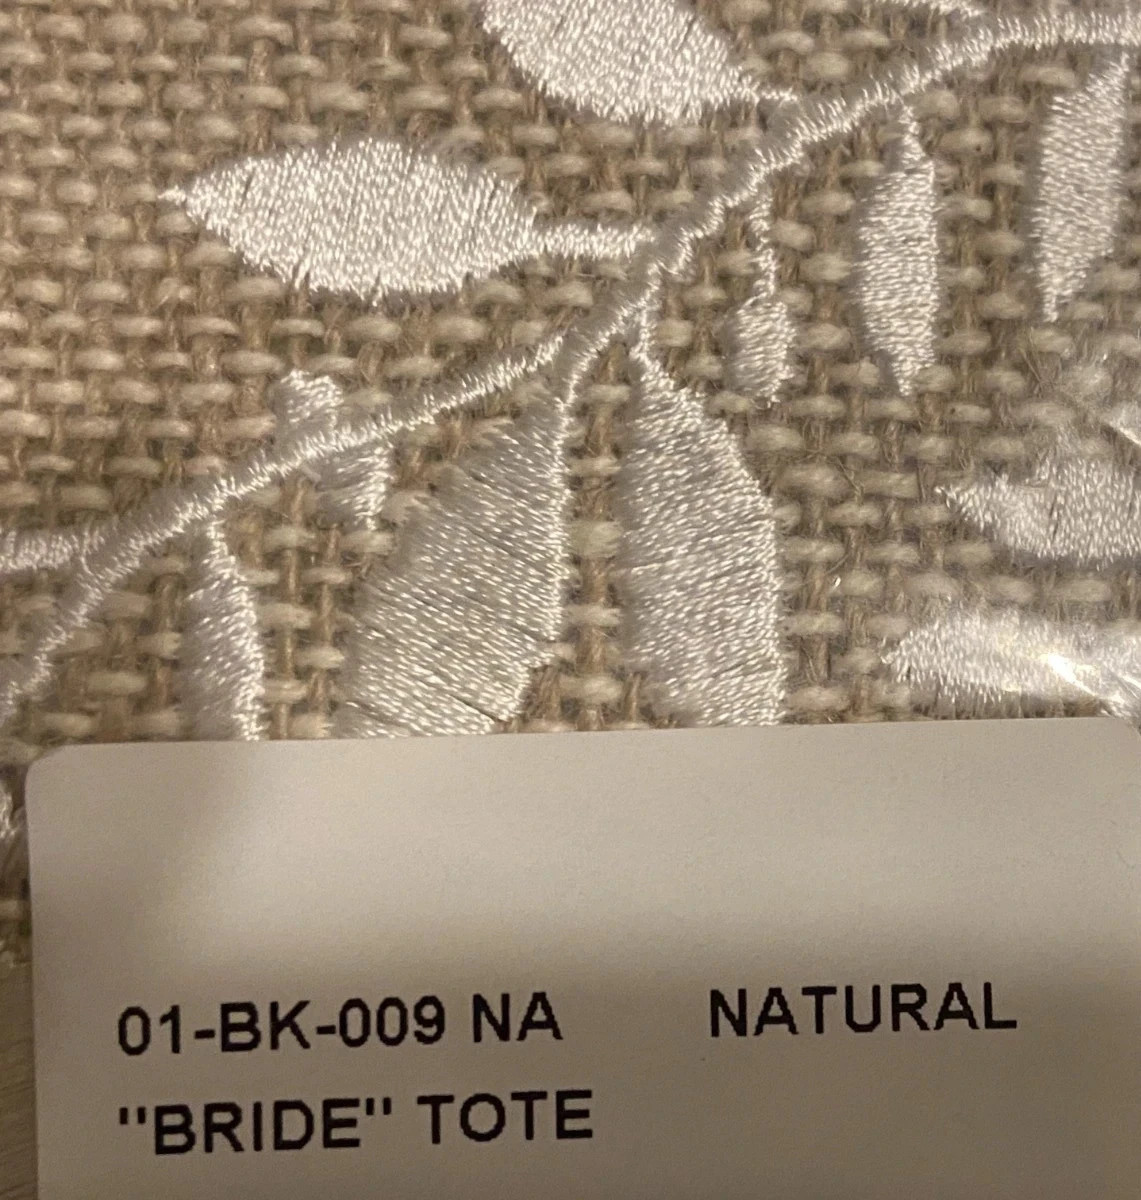 01-BK-009 NA NATURAL
"BRIDE" TOTE